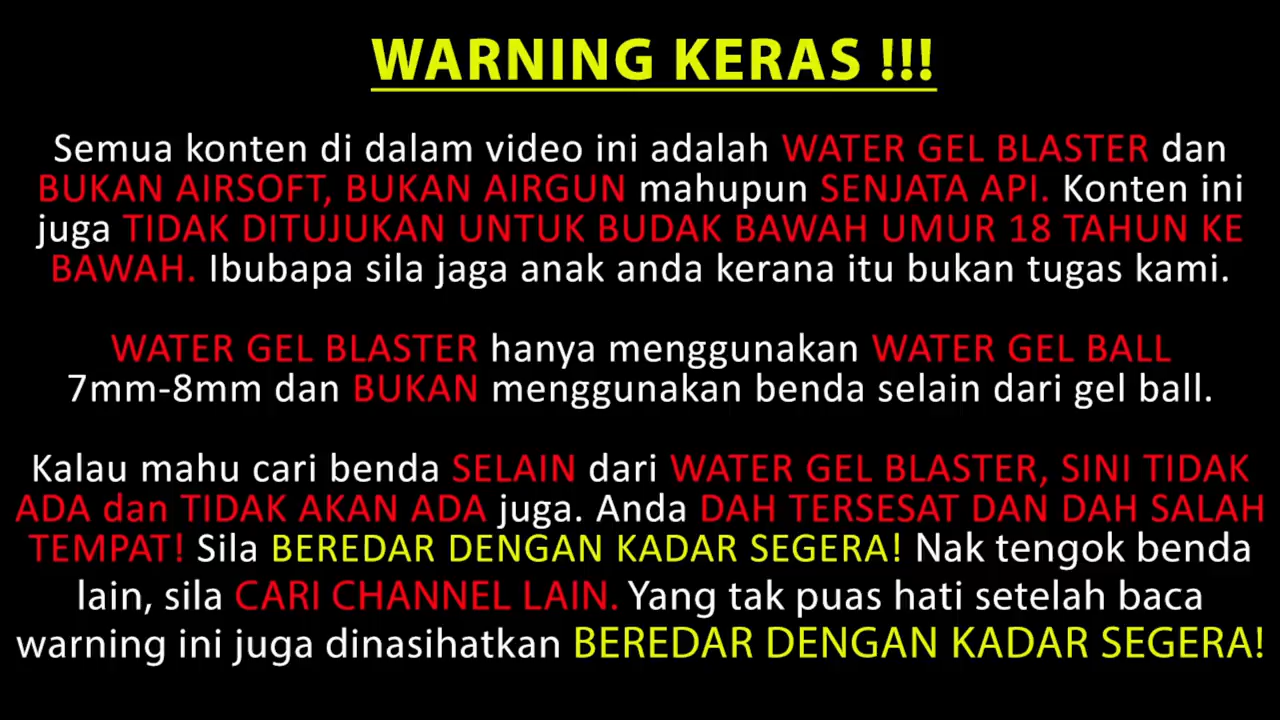 WARNING KERAS !!!
Semua konten di dalam video ini adalah WATER GEL BLASTER dan
BUKAN AIRSOFT, BUKAN AIRGUN mahupun SENJATA API. Konten ini
juga TIDAK DITUJUKAN UNTUK BUDAK BAWAH UMUR 18 TAHUN KE
BAWAH. Ibubapa sila jaga anak anda kerana itu bukan tugas kami.
WATER GEL BLASTER hanya menggunakan WATER GEL BALL
7mm-8mm dan BUKAN menggunakan benda selain dari gel ball.
Kalau mahu cari benda SELAIN dari WATER GEL BLASTER, SINI TIDAK
ADA dan TIDAK AKAN ADA juga. Anda DAH TERSESAT DAN DAH SALAH
TEMPAT! Sila BEREDAR DENGAN KADAR SEGERA! Nak tengok benda
lain, sila CARI CHANNEL LAIN. Yang tak puas hati setelah baca
warning ini juga dinasihatkan BEREDAR DENGAN KADAR SEGERA!